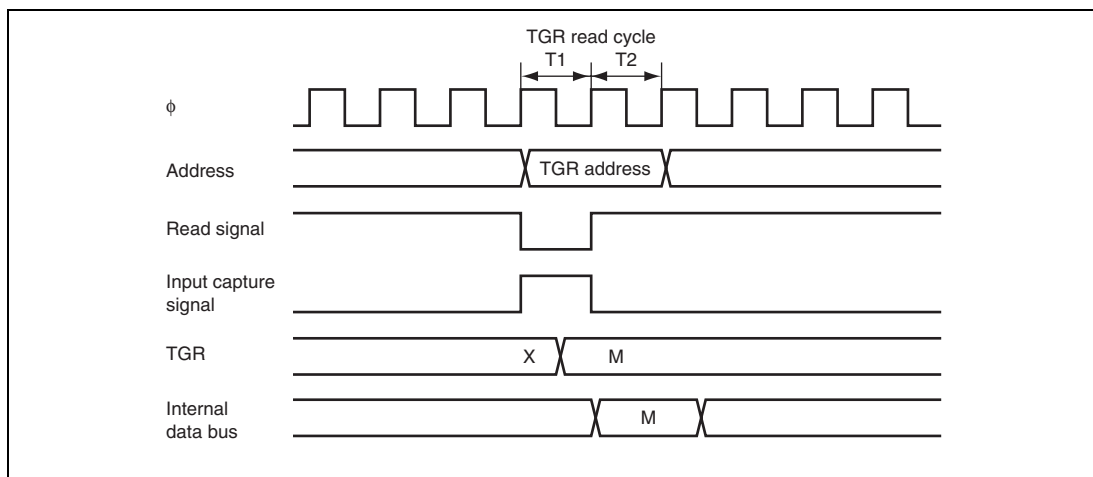 TGR read cycle
T1 T2
φ
Address TGR address
Read signal
Input capture
signal
TGR X M
Internal
data bus M